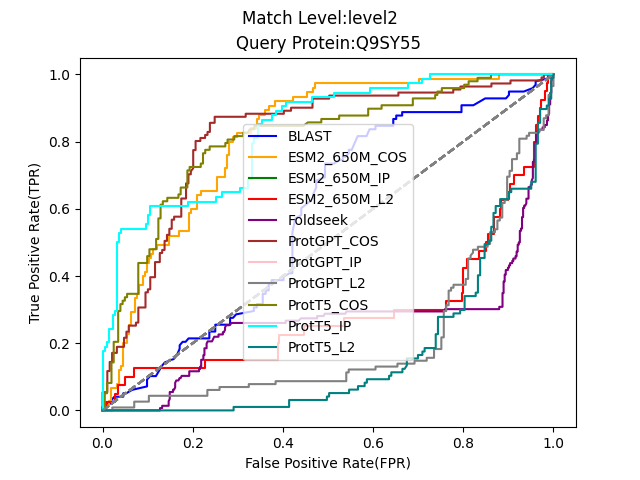 Match Level:level2
Query Protein:Q9SY55
True Positive Rate(TPR)
1.0
0.8
0.6
0.4
0.2
0.0
BLAST
ESM2_650M_COS
ESM2_650M_IP
ESM2_650M_L2
Foldseek
ProtGPT_COS
ProtGPT_IP
ProtGPT_L2
ProtT5_COS
ProtT5_IP
ProtT5_L2
0.0 0.2 0.4 0.6 0.8 1.0
False Positive Rate(FPR)